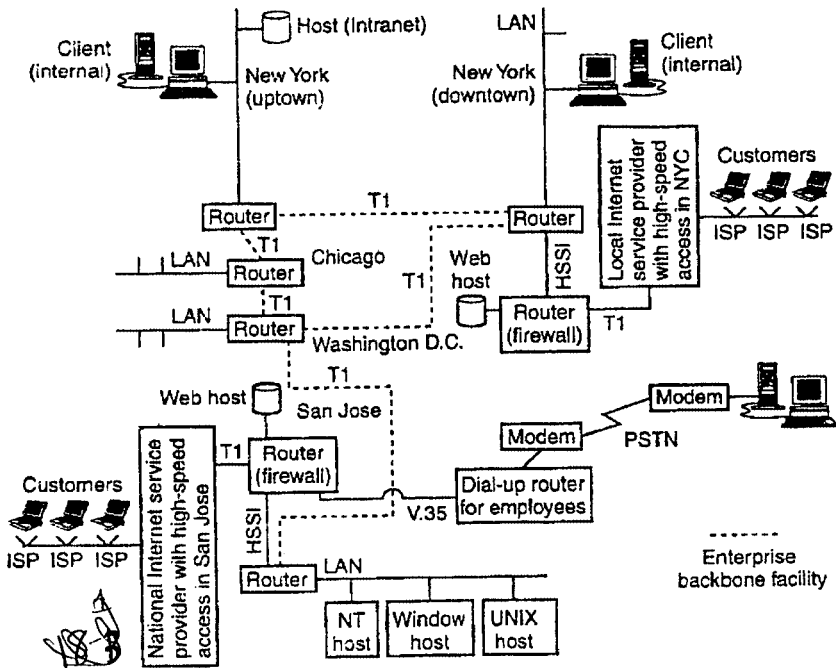 Host (Intranet)
LAN
Client
(internal)
Client
(internal)
New York
(uptown)
New York
(downtown)
Local Internet
service provider
with high-speed
access in NYC
Customers
ISP ISP ISP
T1
Router
Router
T1
LAN
Router
Chicago
T1
HSSI
Web
host
T1
LAN
Router
Router
(firewall)
T1
Washington D.C.
T1
Web host
San Jose
Modem
Modem
PSTN
T1
Router
(firewall)
Customers
ISP ISP ISP
National Internet service
provider with high-speed
access in San Jose
V.35
Dial-up router
for employees
HSSI
Router
LAN
NT
host
Window
host
UNIX
host
Enterprise
backbone facility